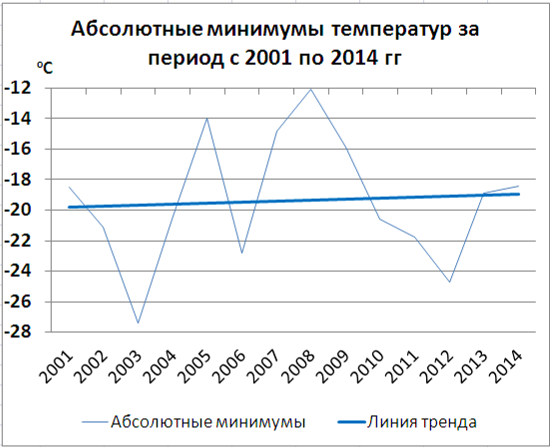 Абсолютные минимумы температур за
период с 2001 по 2014 гг
ºС
-12
-14
-16
-18
-20
-22
-24
-26
-28
2001 2002 2003 2004 2005 2006 2007 2008 2009 2010 2011 2012 2013 2014
Абсолютные минимумы Линия тренда